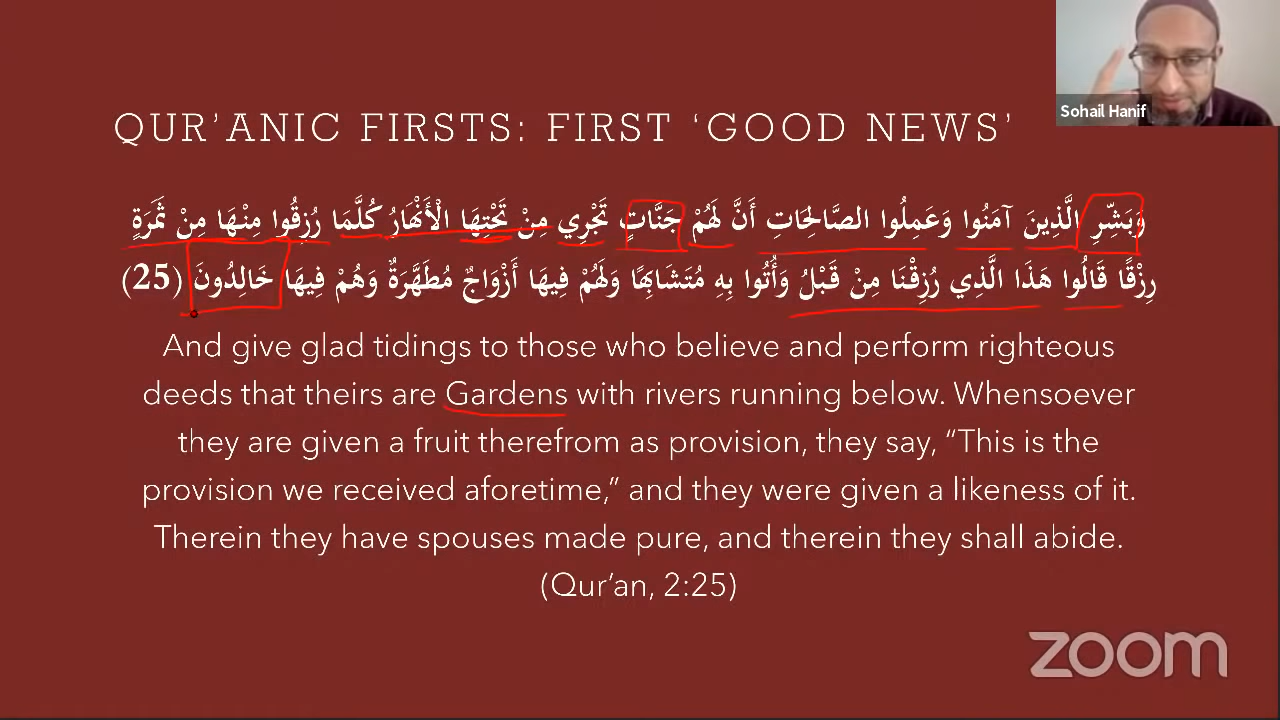 QUR’ANIC FIRSTS: FIRST ‘GOOD NEWS’
Sohail Hanif
وَبَشِّرِ الَّذِينَ آمَنُوا وَعَمِلُوا الصَّالِحَاتِ أَنَّ لَهُمْ جَنَّاتٍ تَجْرِي مِنْ تَحْتِهَا الْأَنْهَارُ كُلَّمَا رُزِقُوا مِنْهَا مِنْ ثَمَرَةٍ
رِزْقًا قَالُوا هَذَا الَّذِي رُزِقْنَا مِنْ قَبْلُ وَأُتُوا بِهِ مُتَشَابِهًا وَلَهُمْ فِيهَا أَزْوَاجٌ مُطَهَّرَةٌ وَهُمْ فِيهَا خَالِدُونَ (25)
And give glad tidings to those who believe and perform righteous
deeds that theirs are Gardens with rivers running below. Whensoever
they are given a fruit therefrom as provision, they say, “This is the
provision we received aforetime,” and they were given a likeness of it.
Therein they have spouses made pure, and therein they shall abide.
(Qur’an, 2:25)
zoom